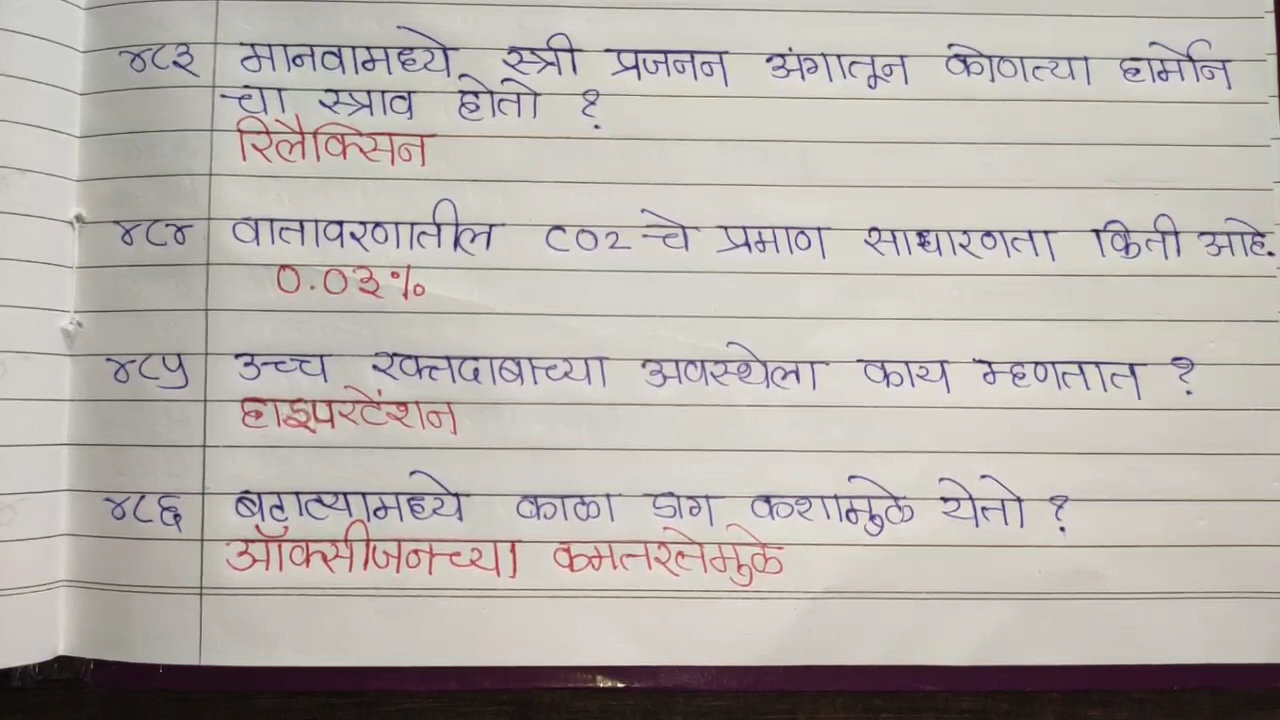 ४८३ मानवामध्ये स्त्री प्रजनन अंगातून कोणत्या हार्मोन
चा स्त्राव होतो ?
रिलैक्सिन
४८४ वातावरणातील CO2 चे प्रमाण साधारणता किती आहे.
0.03%
४८५ उच्च रक्तदाबाच्या अवस्थेला काय म्हणतात ?
हाइपरटेंशन
४८६ बटाट्यामध्ये काळा डाग कशामुळे येतो ?
ऑक्सीजनच्या कमतरतेमुळे